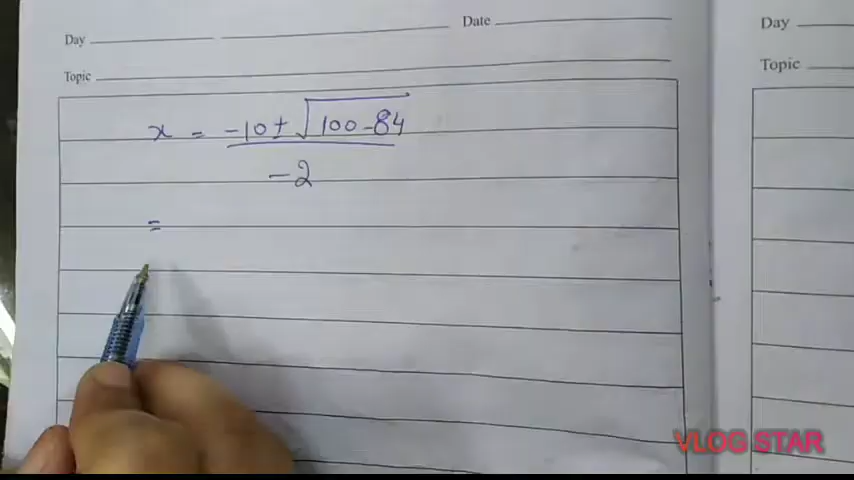 Day Date
Topic
x = -10 ± √100-84
-2
=
Day
Topic
VLOG STAR